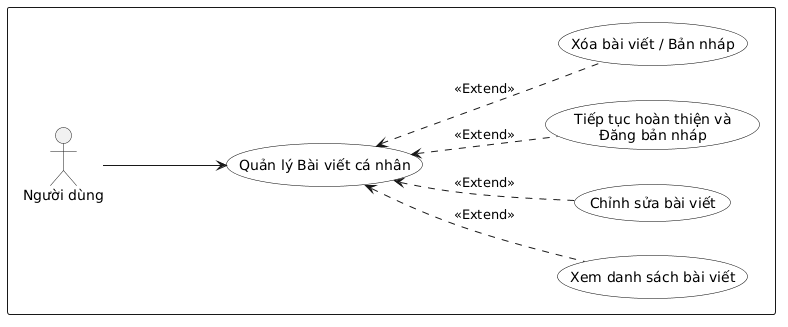 Xóa bài viết / Bản nháp
«Extend»
Tiếp tục hoàn thiện và
Đăng bản nháp
«Extend»
Quản lý Bài viết cá nhân
Người dùng
«Extend»
Chỉnh sửa bài viết
«Extend»
Xem danh sách bài viết